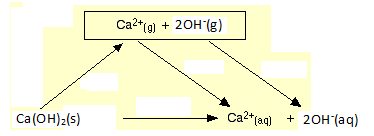 Ca²⁺(g) + 2OH⁻(g)
Ca(OH)₂(s) Ca²⁺(aq) + 2OH⁻(aq)